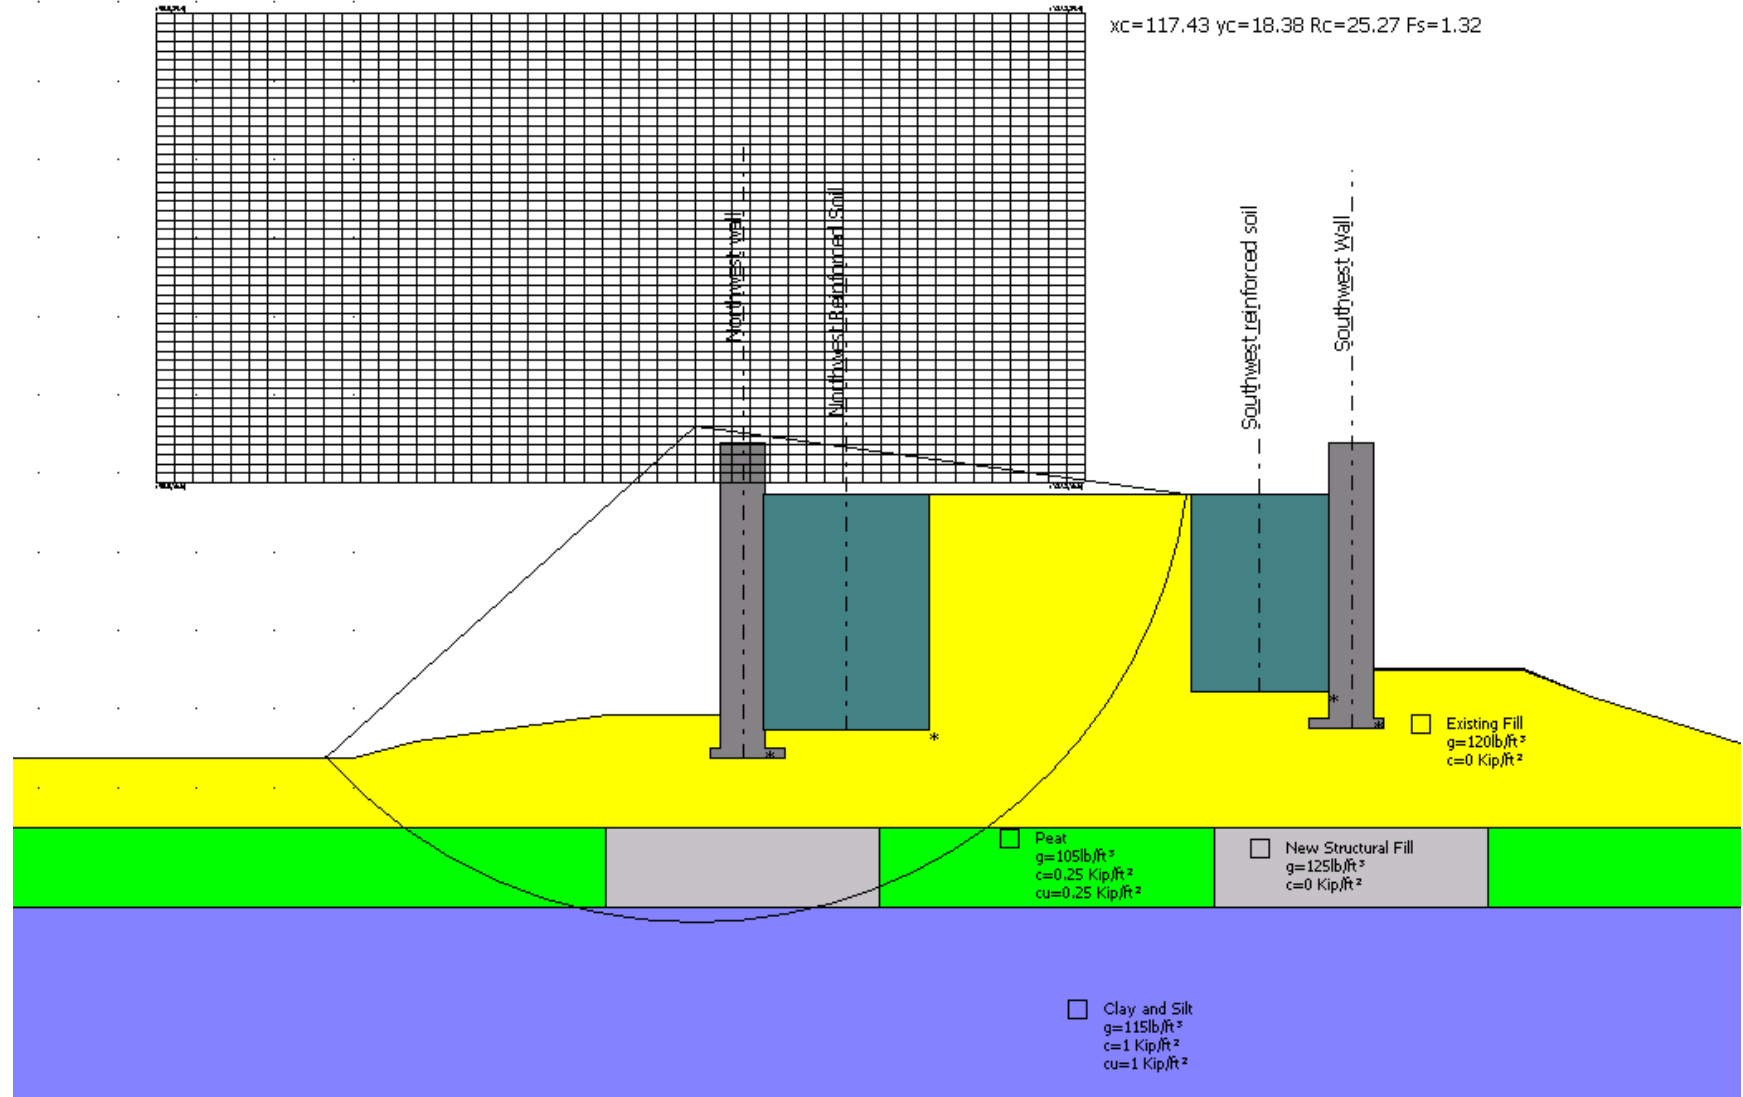 xc=117.43 yc=18.38 Rc=25.27 Fs=1.32
Northwest wall
Northwest Reinforced Soil
Southwest reinforced soil
Southwest Wall
*
*
*
*
Existing Fill
g=120lb/ft³
c=0 Kip/ft²
Peat
g=105lb/ft³
c=0.25 Kip/ft²
cu=0.25 Kip/ft²
New Structural Fill
g=125lb/ft³
c=0 Kip/ft²
Clay and Silt
g=115lb/ft³
c=1 Kip/ft²
cu=1 Kip/ft²